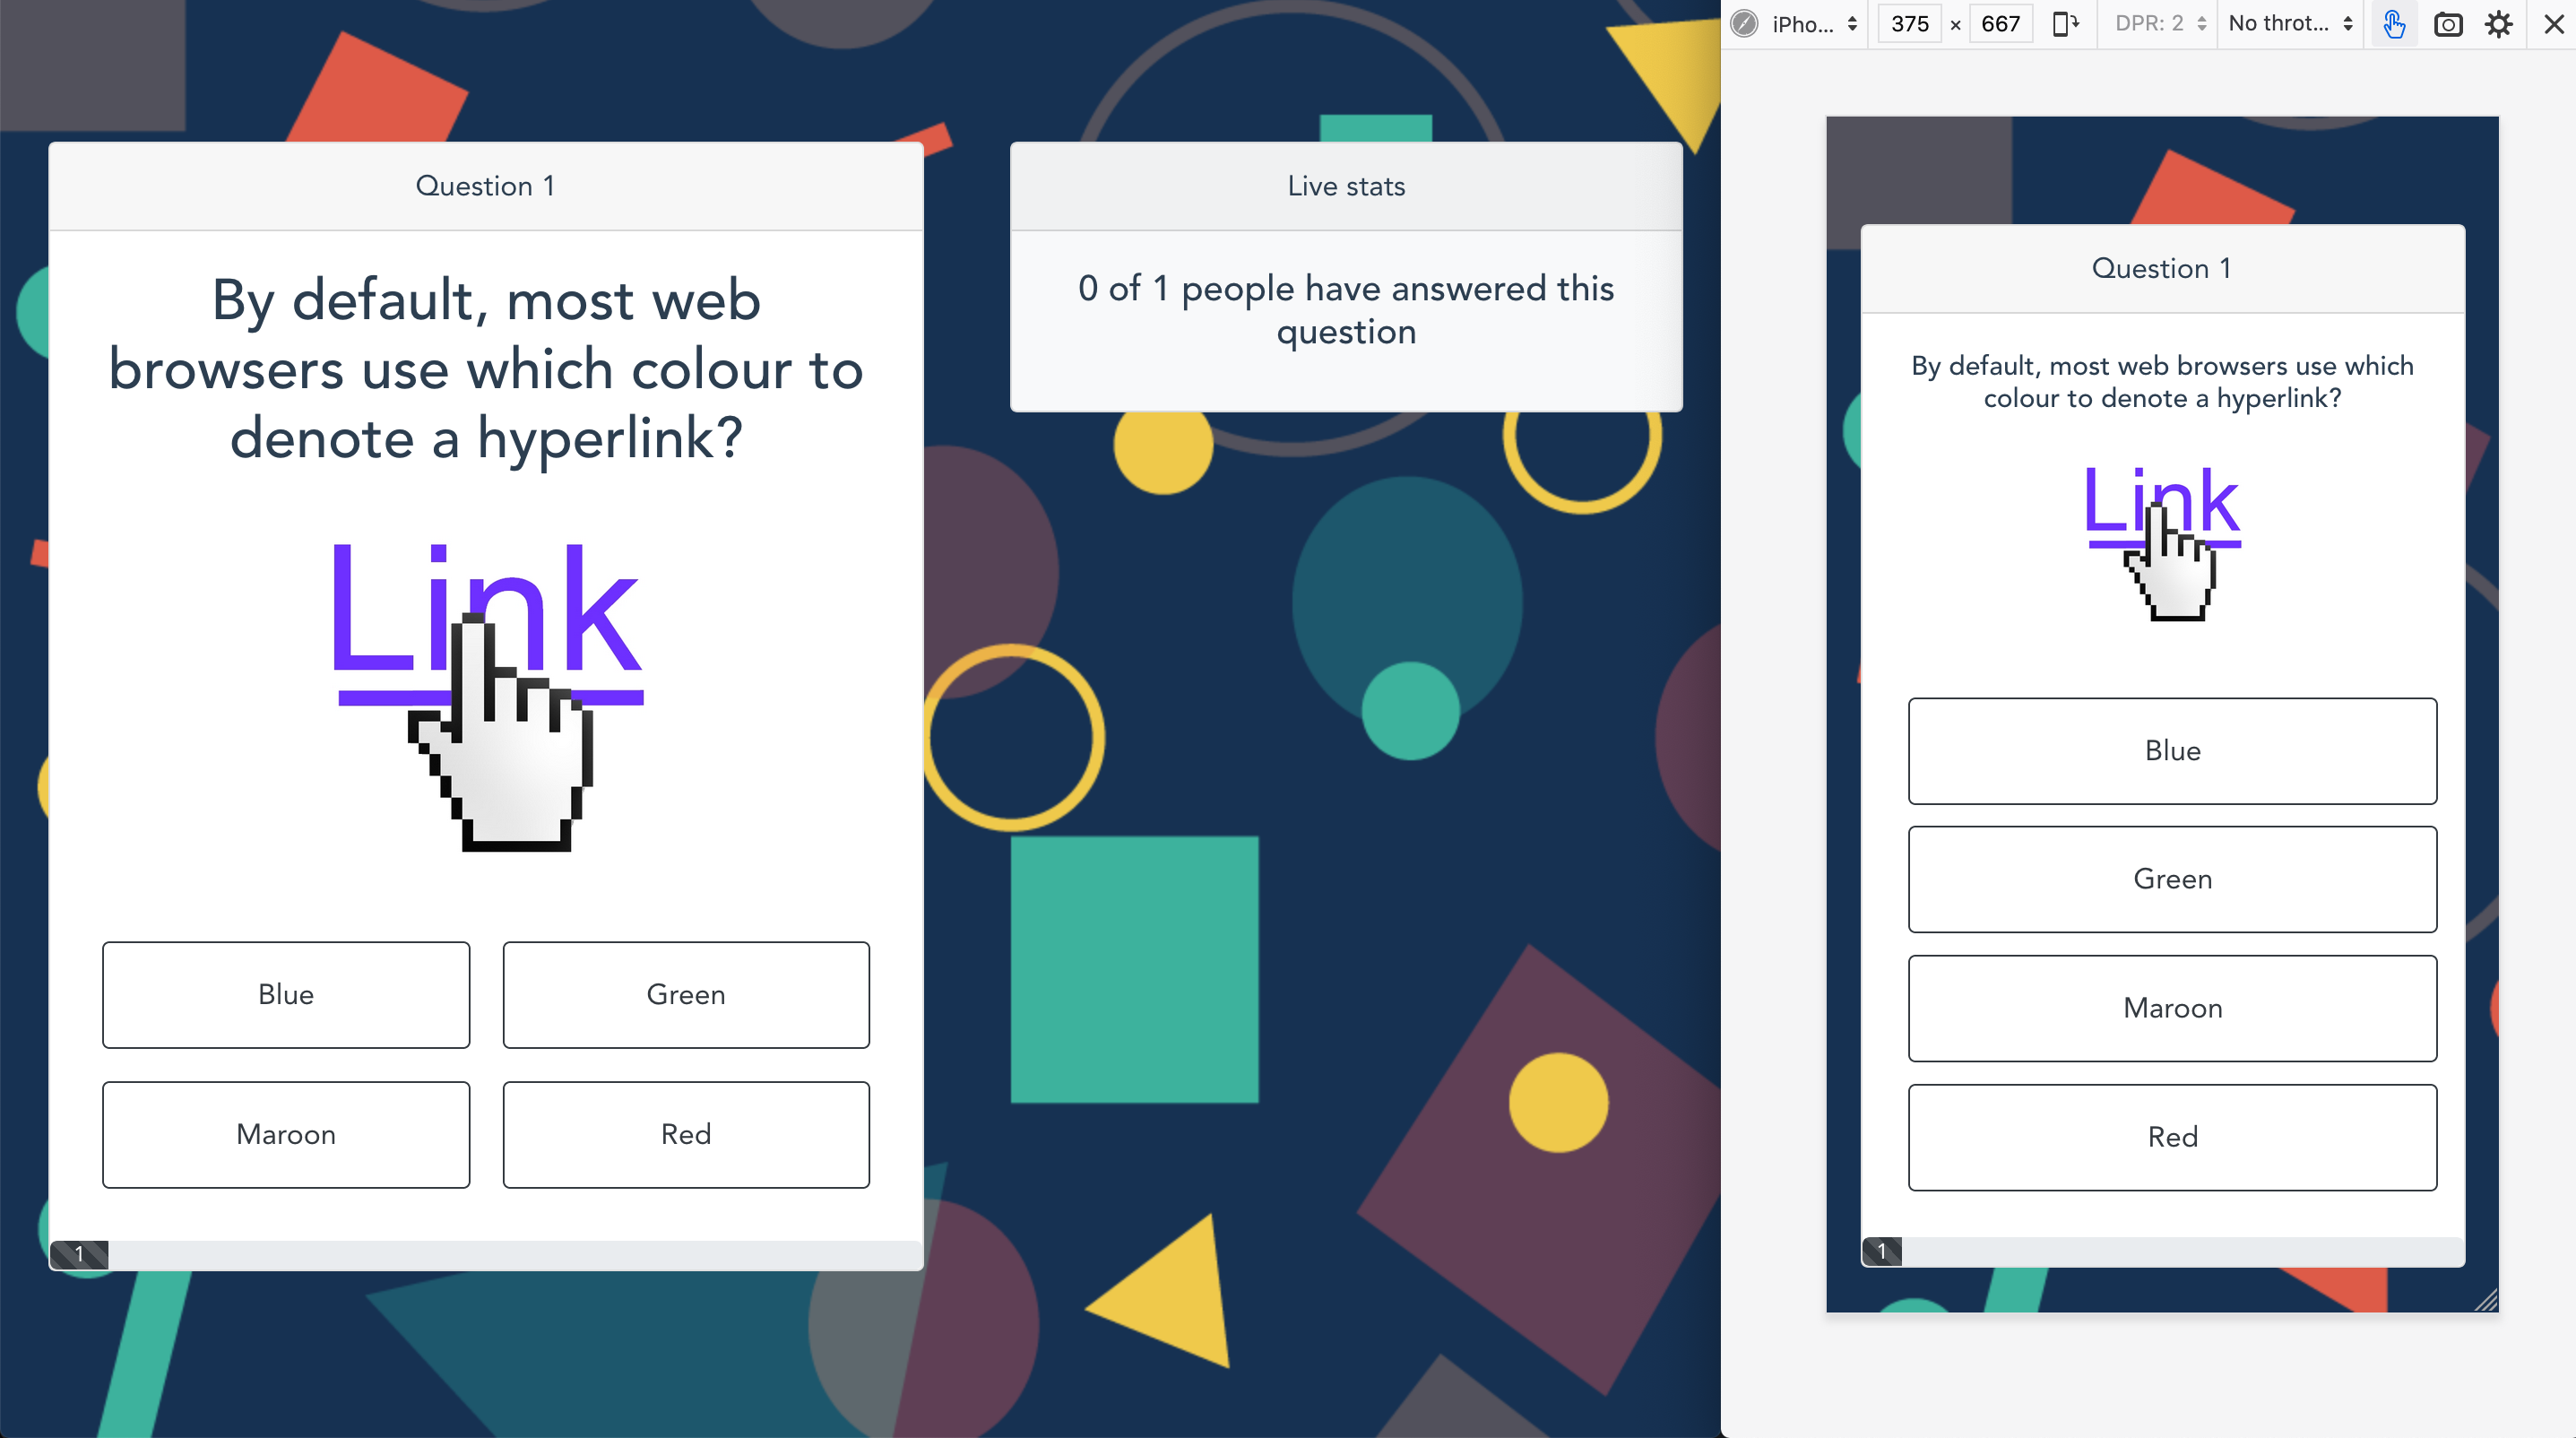 Question 1
By default, most web
browsers use which colour to
denote a hyperlink?
Link
Blue
Green
Maroon
Red
1
Live stats
0 of 1 people have answered this
question
iPho...
375 × 667
DPR: 2
No throt...
Question 1
By default, most web browsers use which
colour to denote a hyperlink?
Link
Blue
Green
Maroon
Red
1